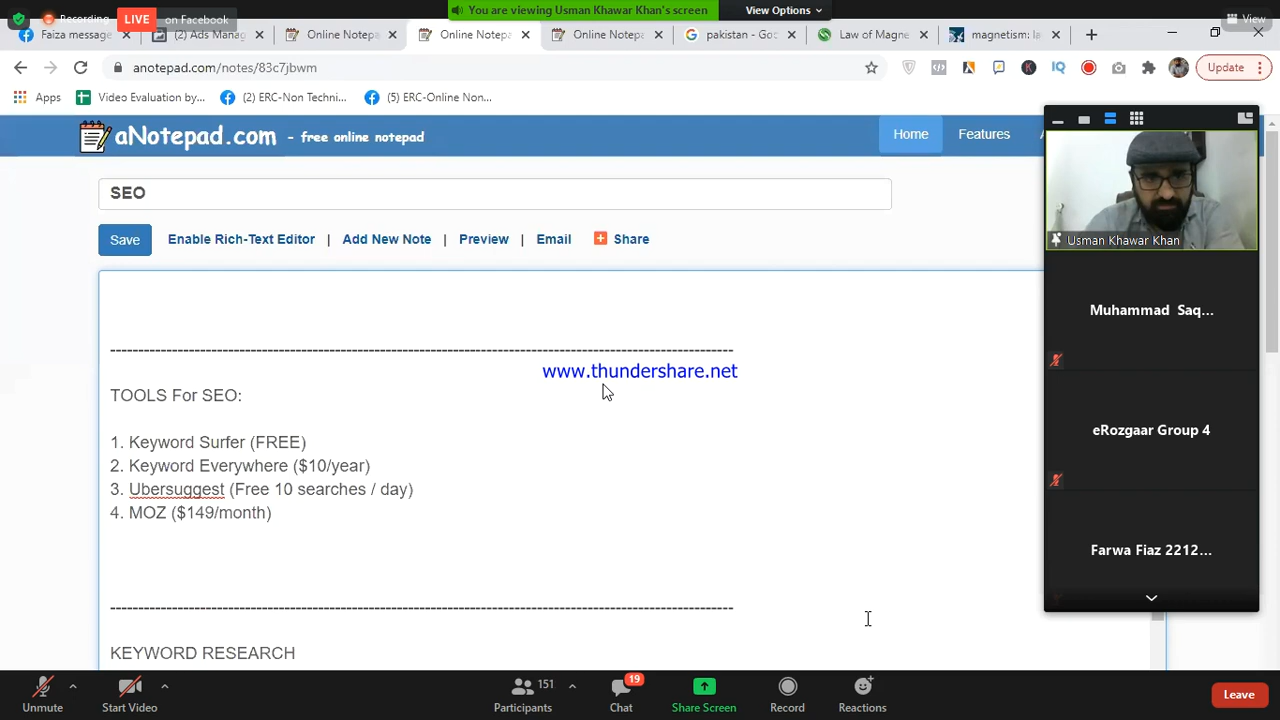 Recording LIVE on Facebook
You are viewing Usman Khawar Khan's screen
View Options
View
Faiza message
(2) Ads Mana
Online Notepa
Online Notepa
Online Notepa
pakistan - Goo
Law of Magne
magnetism: la
anotepad.com/notes/83c7jbwm
Update
Apps
Video Evaluation by...
(2) ERC-Non Techni...
(5) ERC-Online Non...
aNotepad.com - free online notepad
Home
Features
SEO
Save
Enable Rich-Text Editor | Add New Note | Preview | Email | Share
www.thundershare.net
TOOLS For SEO:
1. Keyword Surfer (FREE)
2. Keyword Everywhere ($10/year)
3. Ubersuggest (Free 10 searches / day)
4. MOZ ($149/month)
KEYWORD RESEARCH
Usman Khawar Khan
Muhammad Saq...
eRozgaar Group 4
Farwa Fiaz 2212...
Unmute
Start Video
151
Participants
19
Chat
Share Screen
Record
Reactions
Leave